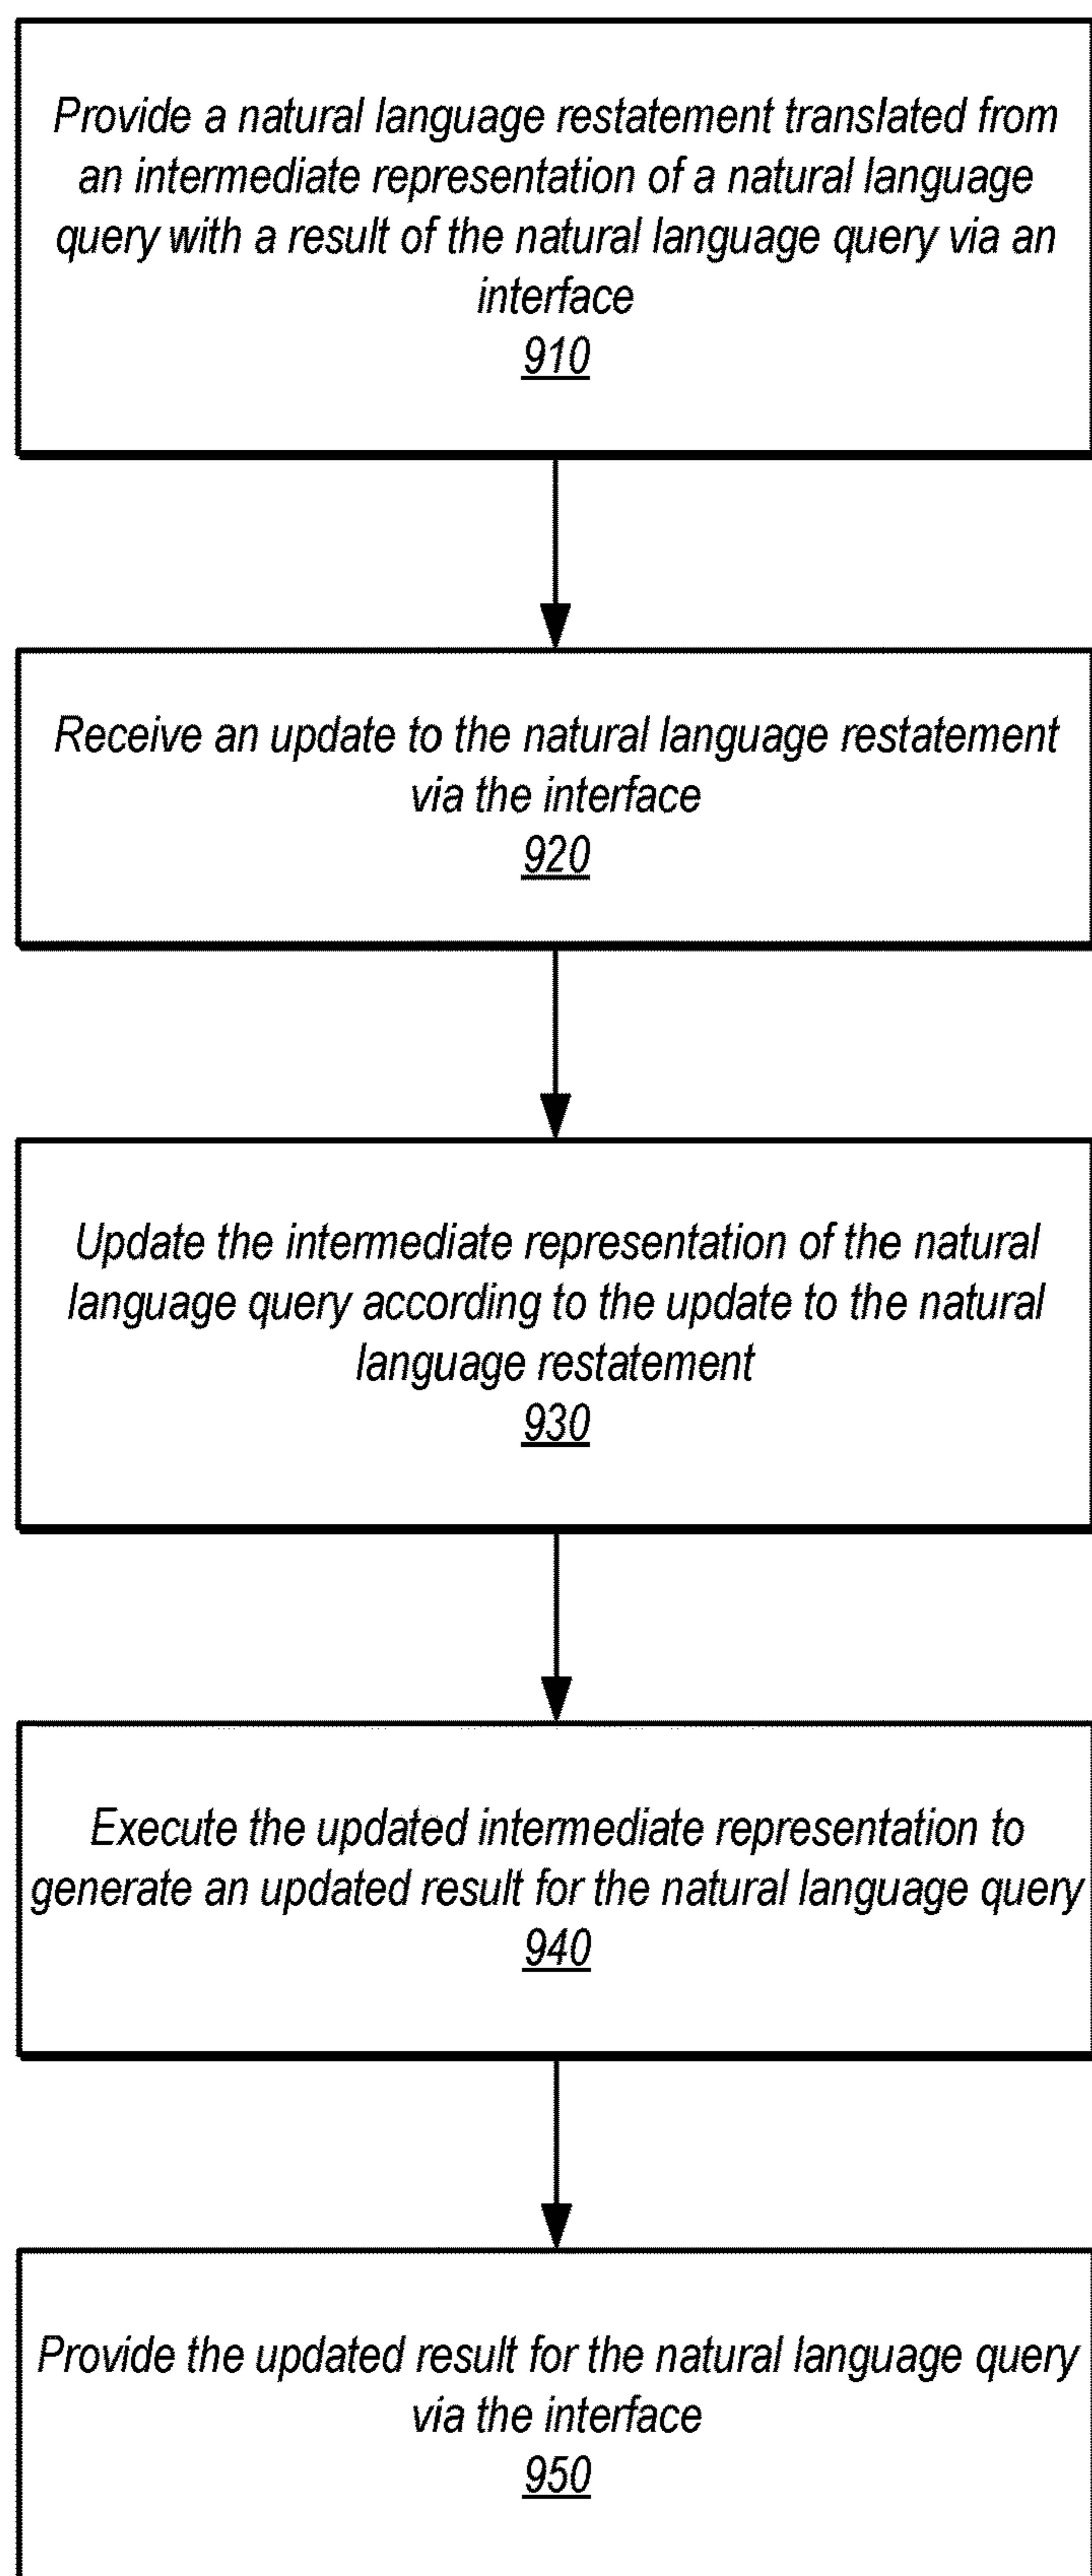 Provide a natural language restatement translated from
an intermediate representation of a natural language
query with a result of the natural language query via an
interface
910
Receive an update to the natural language restatement
via the interface
920
Update the intermediate representation of the natural
language query according to the update to the natural
language restatement
930
Execute the updated intermediate representation to
generate an updated result for the natural language query
940
Provide the updated result for the natural language query
via the interface
950